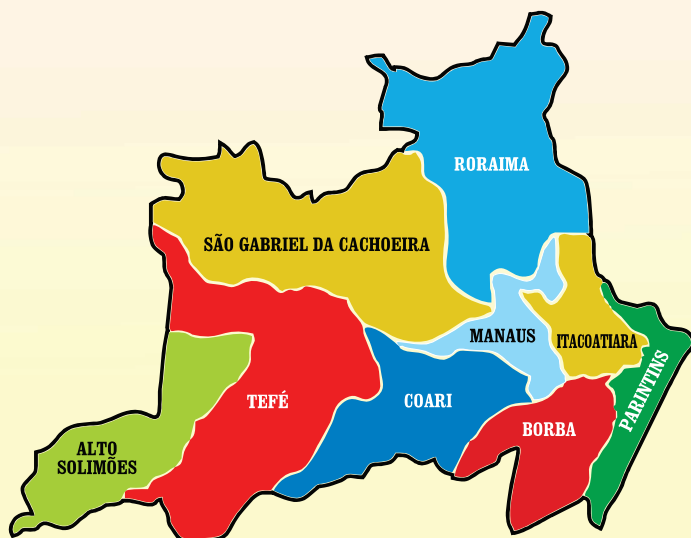 RORAIMA
SÃO GABRIEL DA CACHOEIRA
MANAUS
ITACOATIARA
PARINTINS
TEFÉ
COARI
BORBA
ALTO
SOLIMÕES